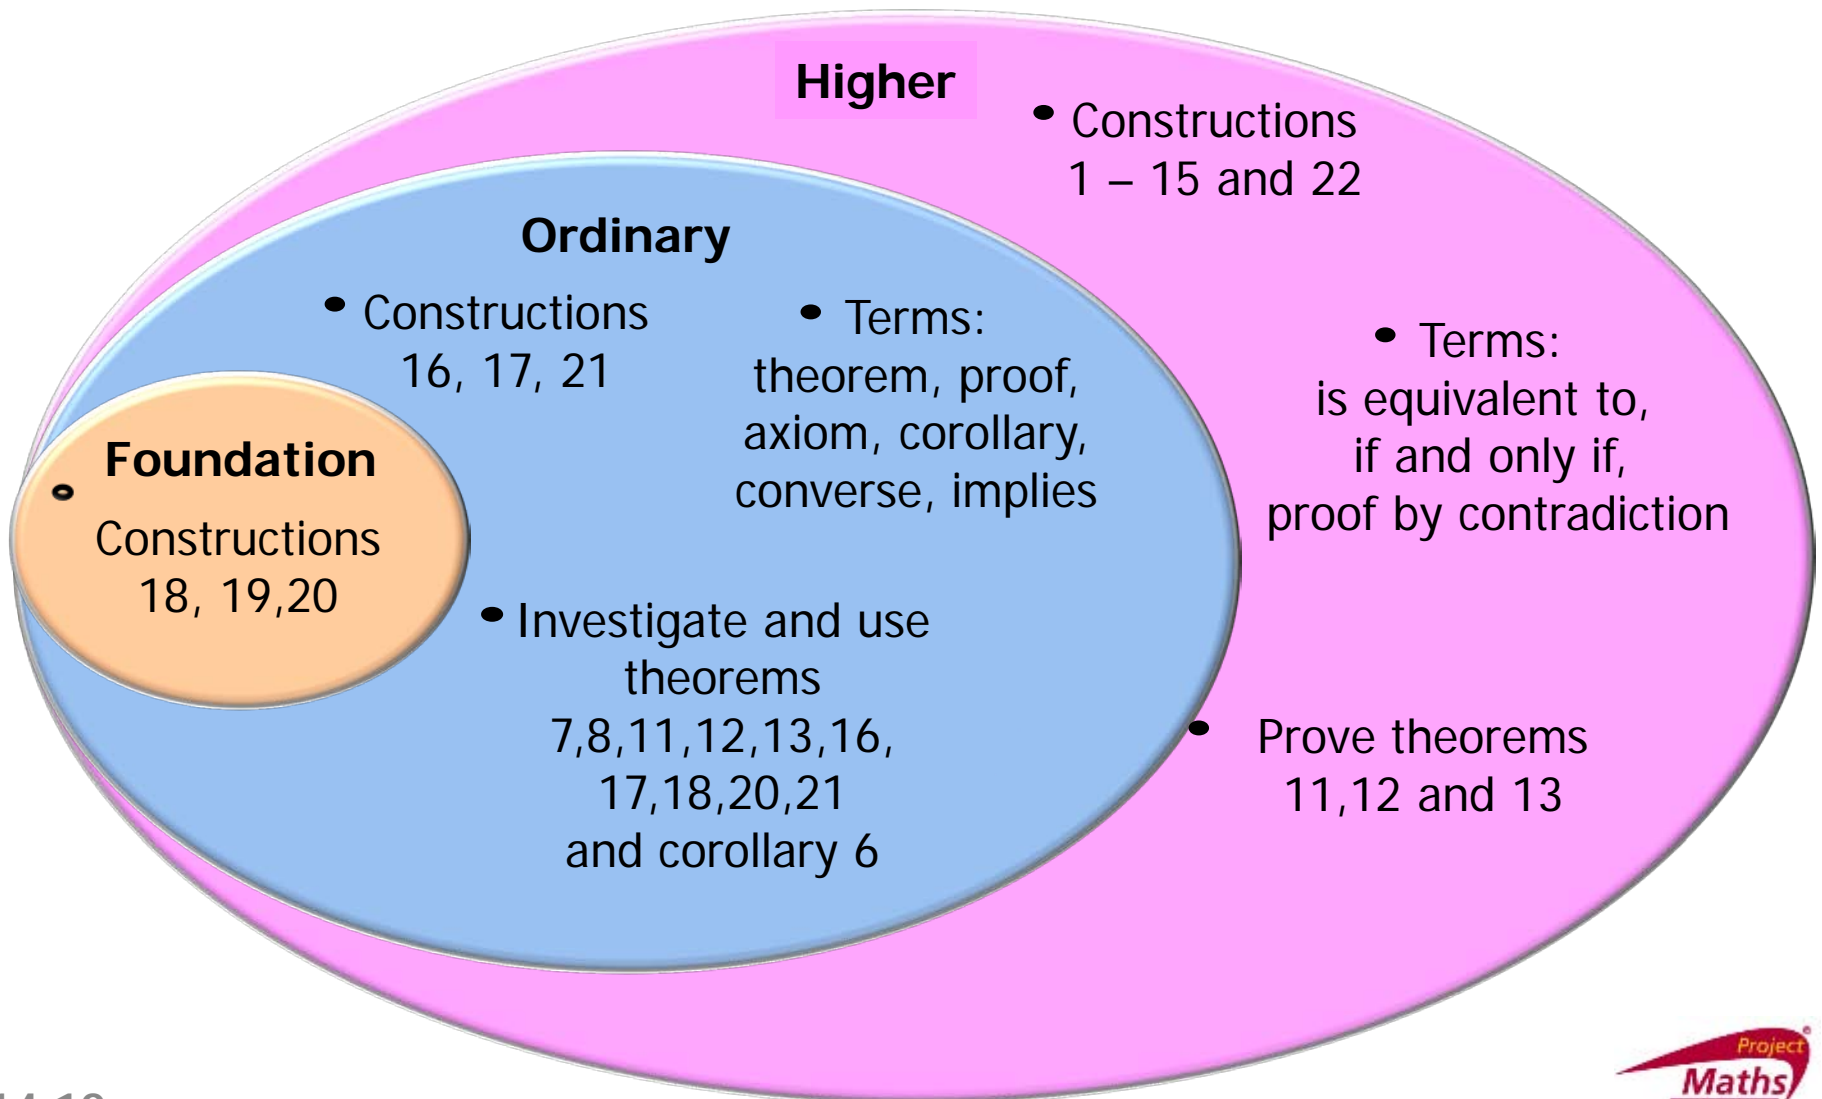 Higher
• Constructions
1 – 15 and 22
Ordinary
• Constructions
16, 17, 21
• Terms:
theorem, proof,
axiom, corollary,
converse, implies
• Terms:
is equivalent to,
if and only if,
proof by contradiction
Foundation
•
Constructions
18, 19,20
• Investigate and use
theorems
7,8,11,12,13,16,
17,18,20,21
and corollary 6
• Prove theorems
11,12 and 13
Project
Maths